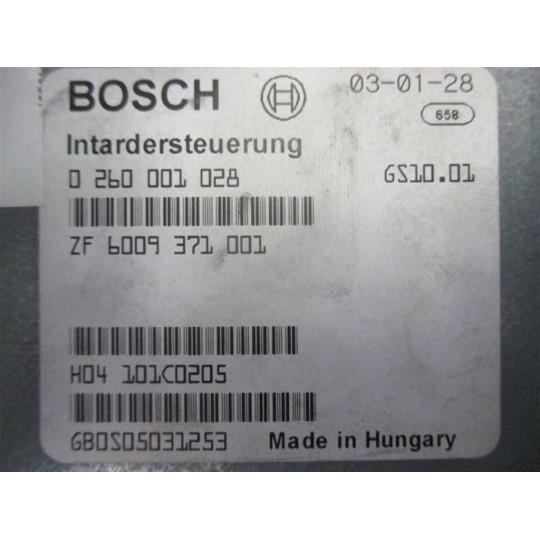 BOSCH 03-01-28
658
Intardersteuerung
0 260 001 028 GS10.01
ZF 6009 371 001
H04 101C0205
GB0S05031253 Made in Hungary